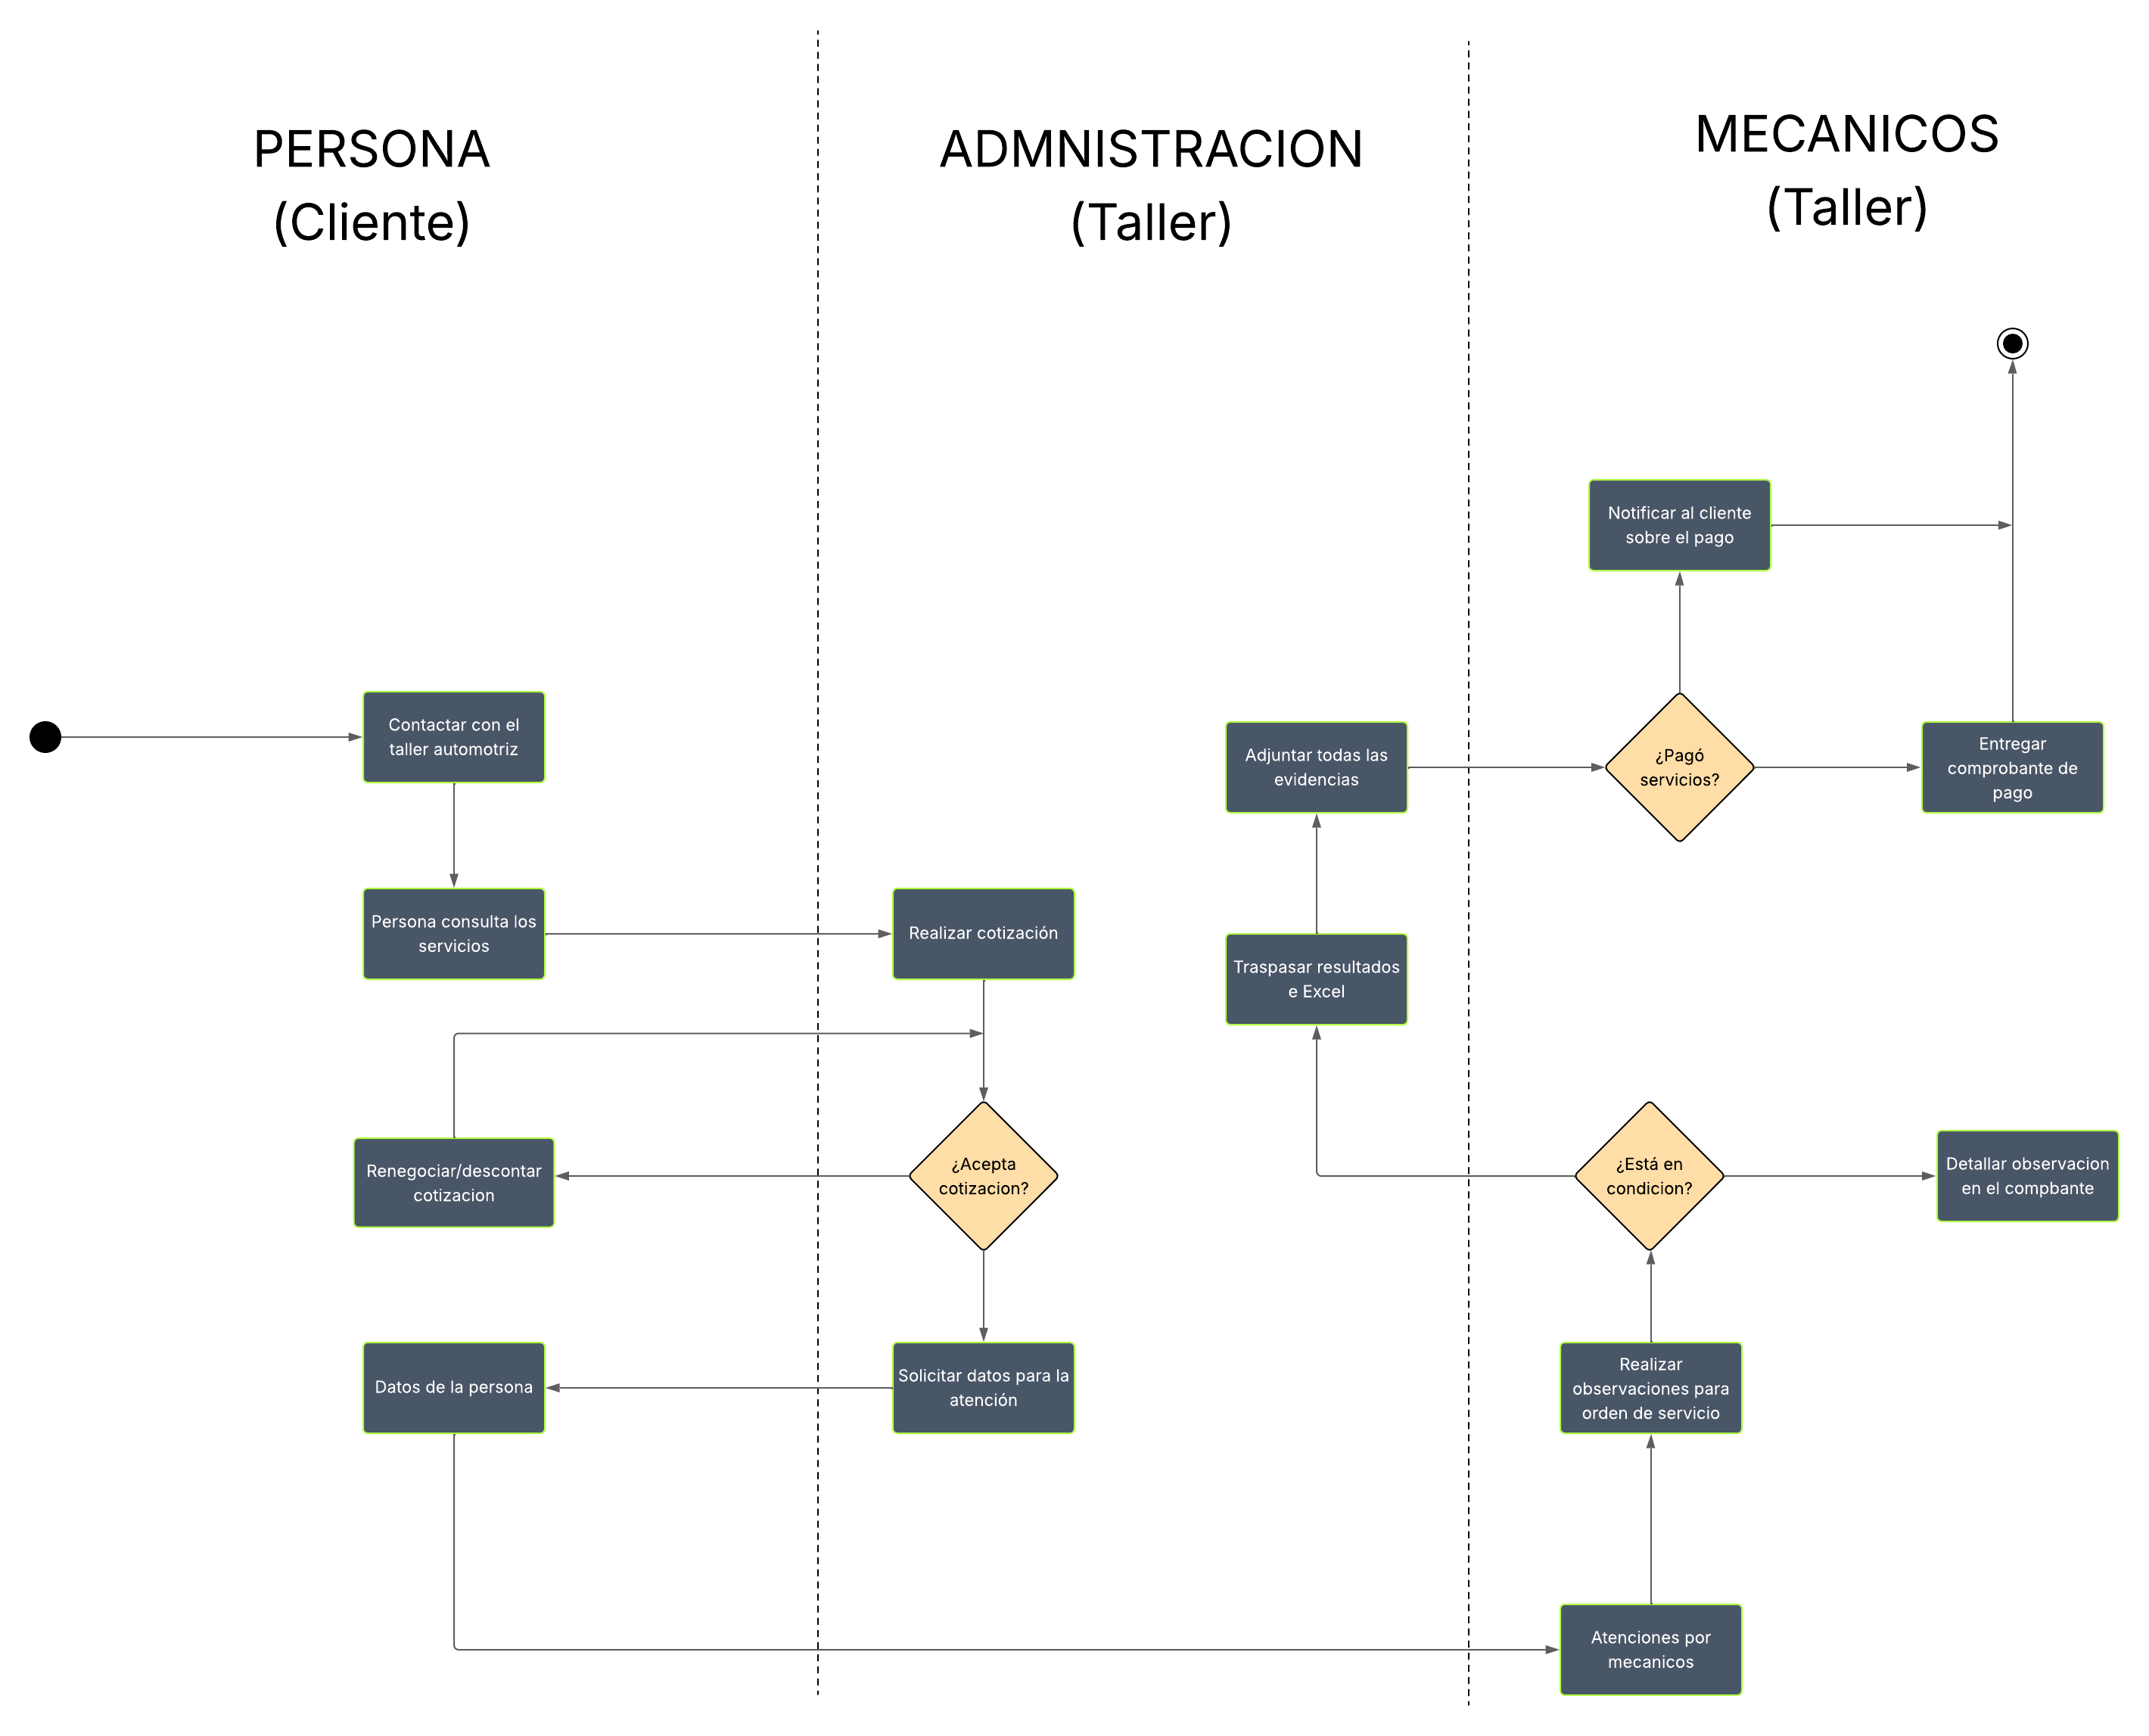 PERSONA
(Cliente)
ADMNISTRACION
(Taller)
MECANICOS
(Taller)
Notificar al cliente
sobre el pago
Contactar con el
taller automotriz
Adjuntar todas las
evidencias
¿Pagó
servicios?
Entregar
comprobante de
pago
Persona consulta los
servicios
Realizar cotización
Traspasar resultados
e Excel
Renegociar/descontar
cotizacion
¿Acepta
cotizacion?
¿Está en
condicion?
Detallar observacion
en el compbante
Datos de la persona
Solicitar datos para la
atención
Realizar
observaciones para
orden de servicio
Atenciones por
mecanicos